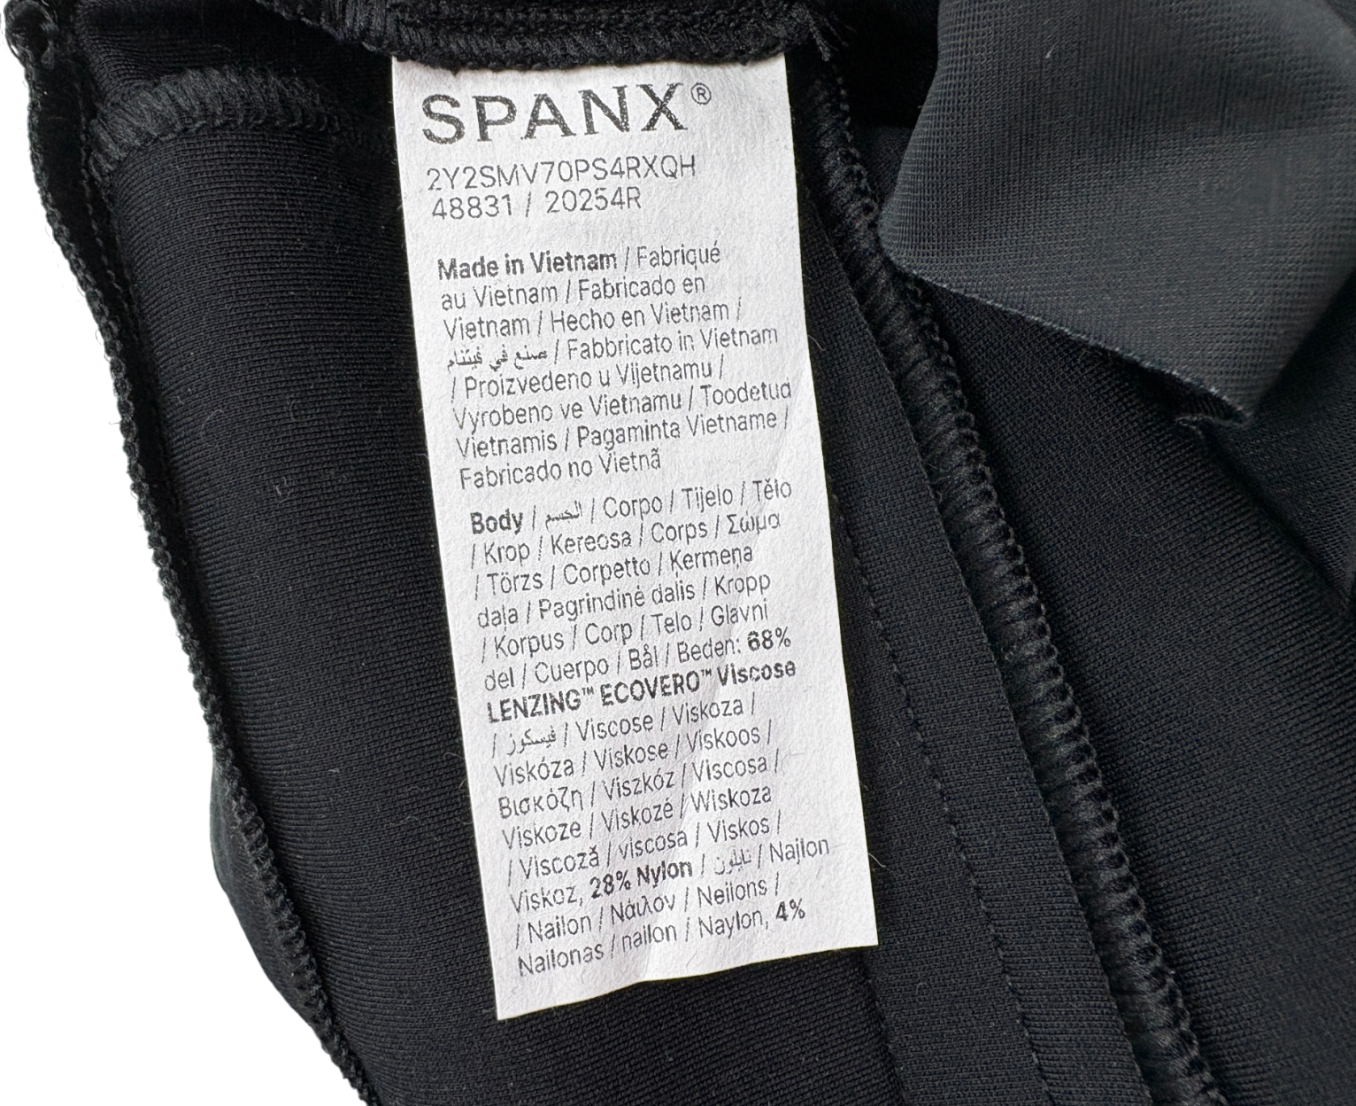 SPANX®
2Y2SMV70PS4RXQH
48831 / 20254R
Made in Vietnam / Fabriqué
au Vietnam / Fabricado en
Vietnam / Hecho en Vietnam /
صنع في فيتنام / Fabbricato in Vietnam
/ Proizvedeno u Vijetnamu /
Vyrobeno ve Vietnamu / Toodetud
Vietnamis / Pagaminta Vietname /
Fabricado no Vietnã
Body / الجسم / Corpo / Tijelo / Tělo
/ Krop / Kereosa / Corps / Σώμα
/ Törzs / Corpetto / Kermeņa
daļa / Pagrindinė dalis / Kropp
/ Korpus / Corp / Telo / Glavni
del / Cuerpo / Bål / Beden: 68%
LENZING™ ECOVERO™ Viscose
/ فيسكوز / Viscose / Viskoza /
Viskóza / Viskose / Viskoos /
Βισκόζη / Viszkóz / Viscosa /
Viskoze / Viskozė / Wiskoza
/ Viscoză / viscosa / Viskos /
Viskoz, 28% Nylon / نايلون / Najlon
/ Nailon / Νάιλον / Neilons /
Nailonas / nailon / Naylon, 4%